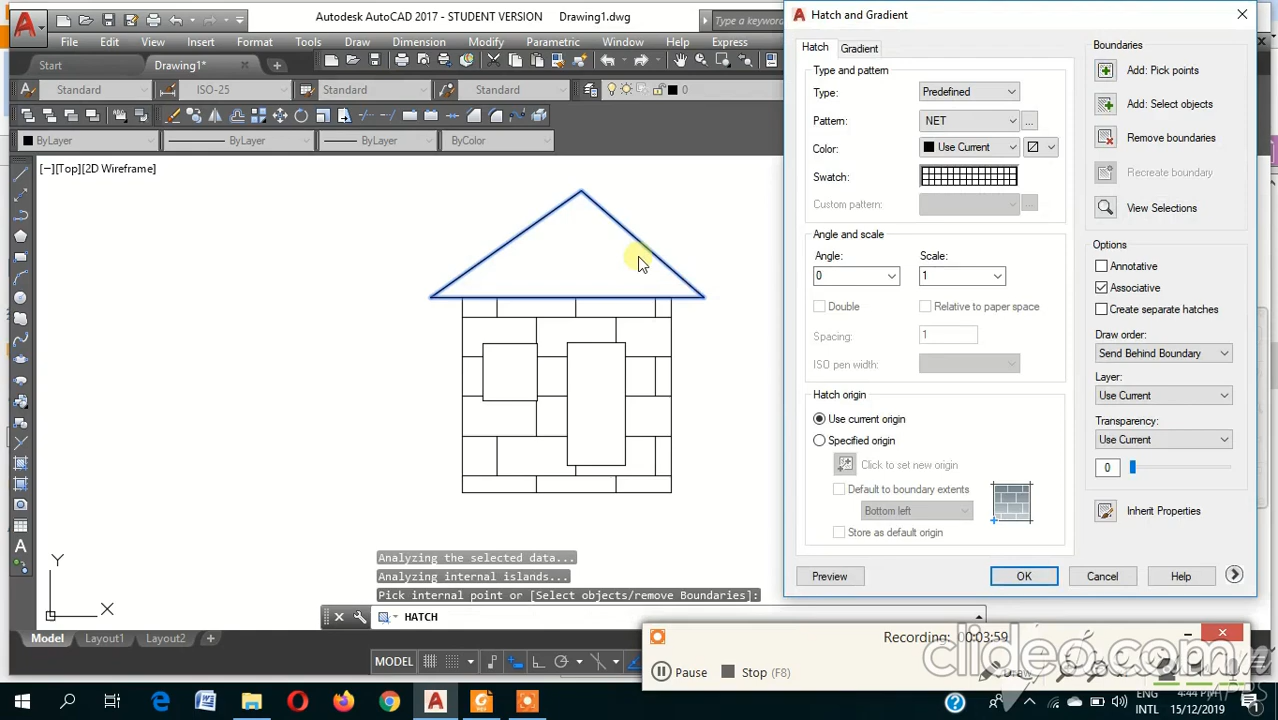 Autodesk AutoCAD 2017 - STUDENT VERSION Drawing1.dwg
Type a keyword
File Edit View Insert Format Tools Draw Dimension Modify Parametric Window Help Express
Start Drawing1*
Standard ISO-25 Standard Standard 0
ByLayer ByLayer ByLayer ByColor
[−][Top][2D Wireframe]
Y
X
Analyzing the selected data...
Analyzing internal islands...
Pick internal point or [Select objects/remove Boundaries]:
HATCH
Model Layout1 Layout2
MODEL
Hatch and Gradient
Hatch Gradient
Type and pattern
Type: Predefined
Pattern: NET ...
Color: Use Current
Swatch:
Custom pattern: ...
Angle and scale
Angle: Scale:
0 1
Double Relative to paper space
Spacing: 1
ISO pen width:
Hatch origin
Use current origin
Specified origin
Click to set new origin
Default to boundary extents
Bottom left
Store as default origin
Boundaries
Add: Pick points
Add: Select objects
Remove boundaries
Recreate boundary
View Selections
Options
Annotative
Associative
Create separate hatches
Draw order:
Send Behind Boundary
Layer:
Use Current
Transparency:
Use Current
0
Inherit Properties
Preview OK Cancel Help
Recording: 00:03:59
clideo.com
Pause Stop (F8) Draw
APPS
ENG
INTL
4:44 PM
15/12/2019